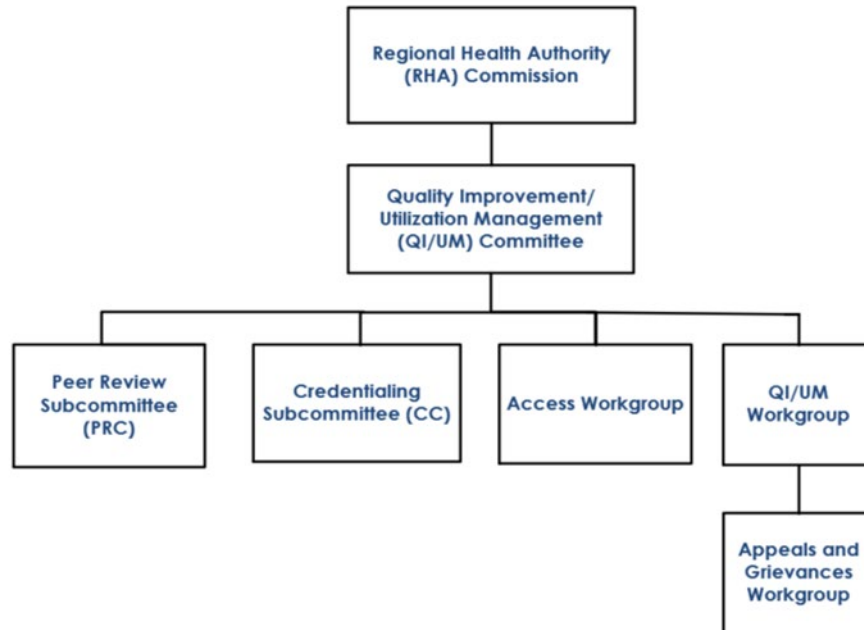 Regional Health Authority
(RHA) Commission
Quality Improvement/
Utilization Management
(QI/UM) Committee
Peer Review
Subcommittee
(PRC)
Credentialing
Subcommittee (CC)
Access Workgroup
QI/UM
Workgroup
Appeals and
Grievances
Workgroup